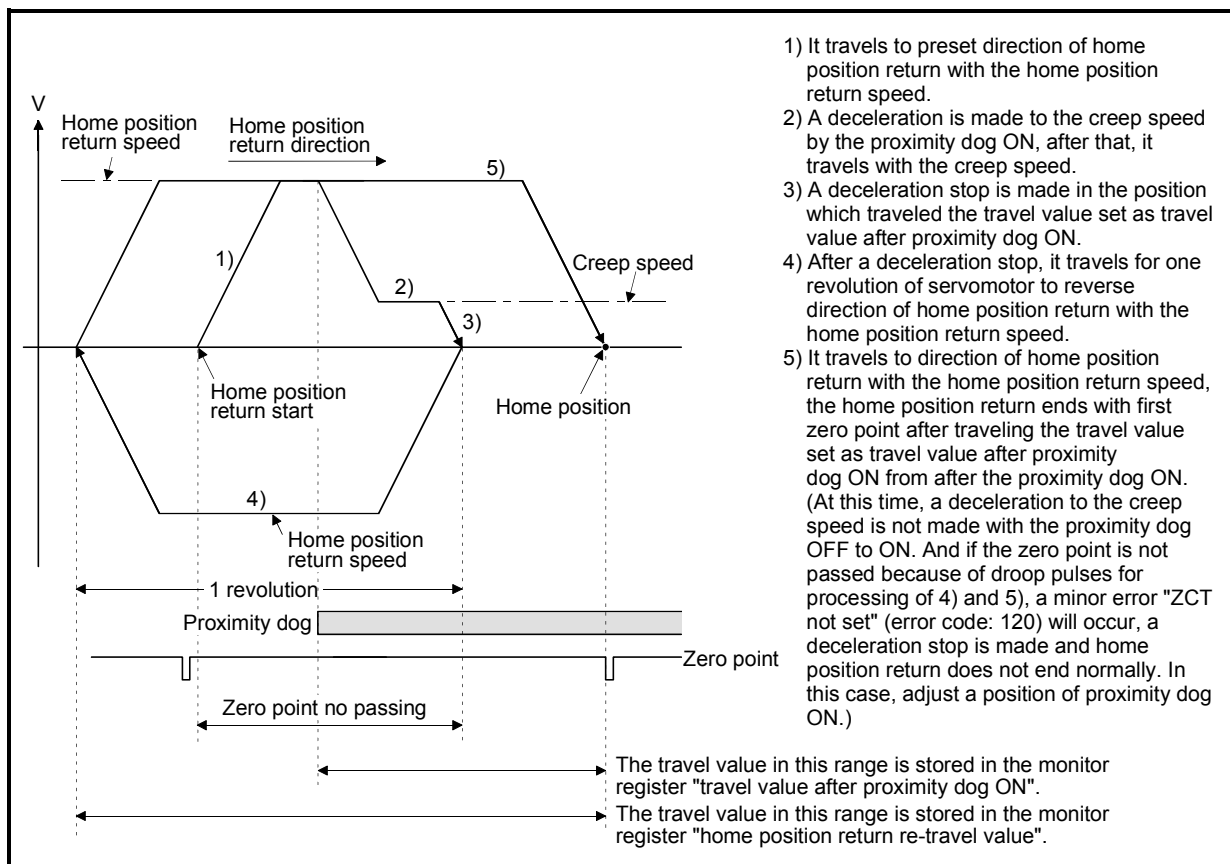 V
Home position
return speed
Home position
return direction
5)
1)
2)
Creep speed
3)
Home position
return start
Home position
4)
Home position
return speed
1 revolution
Proximity dog
Zero point
Zero point no passing
The travel value in this range is stored in the monitor
register "travel value after proximity dog ON".
The travel value in this range is stored in the monitor
register "home position return re-travel value".
1) It travels to preset direction of home
position return with the home position
return speed.
2) A deceleration is made to the creep speed
by the proximity dog ON, after that, it
travels with the creep speed.
3) A deceleration stop is made in the position
which traveled the travel value set as travel
value after proximity dog ON.
4) After a deceleration stop, it travels for one
revolution of servomotor to reverse
direction of home position return with the
home position return speed.
5) It travels to direction of home position
return with the home position return speed,
the home position return ends with first
zero point after traveling the travel value
set as travel value after proximity
dog ON from after the proximity dog ON.
(At this time, a deceleration to the creep
speed is not made with the proximity dog
OFF to ON. And if the zero point is not
passed because of droop pulses for
processing of 4) and 5), a minor error "ZCT
not set" (error code: 120) will occur, a
deceleration stop is made and home
position return does not end normally. In
this case, adjust a position of proximity dog
ON.)